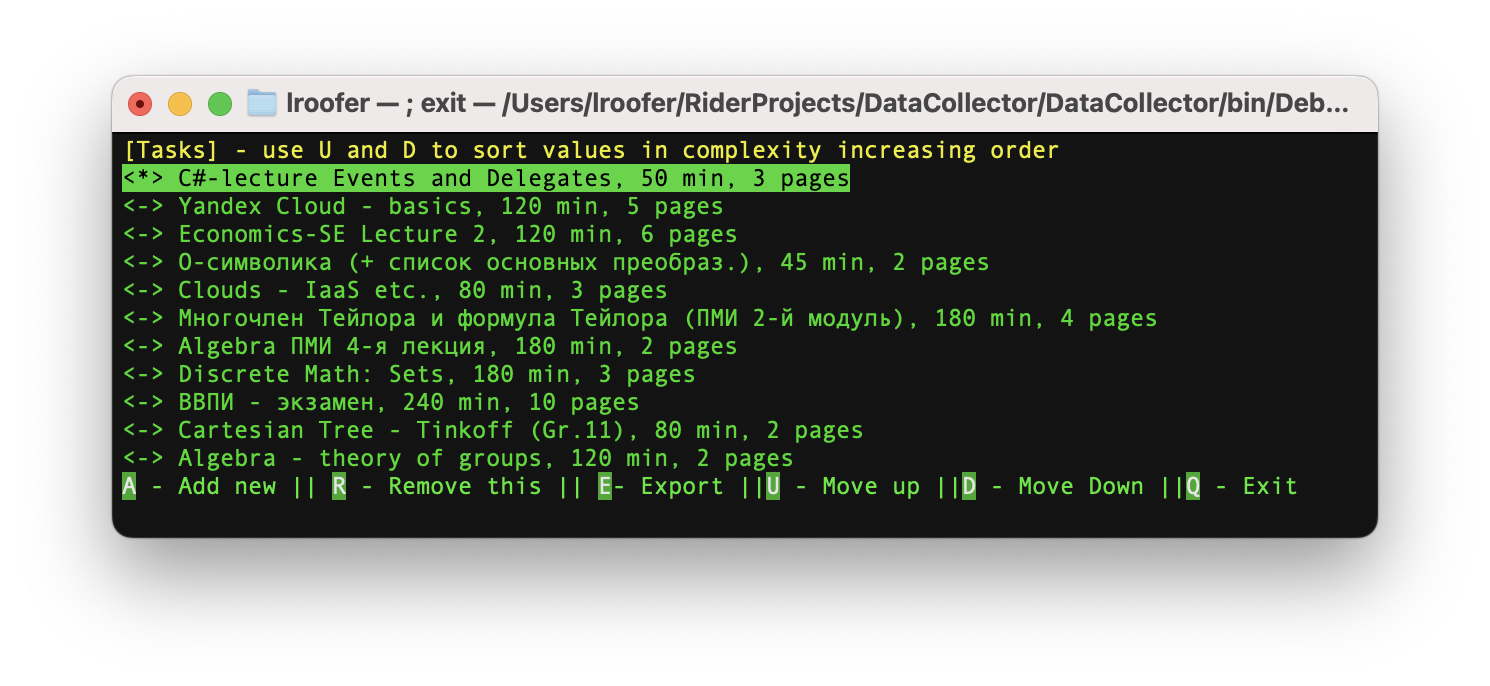 lroofer — ; exit — /Users/lroofer/RiderProjects/DataCollector/DataCollector/bin/Deb...
[Tasks] - use U and D to sort values in complexity increasing order
<*> C#-lecture Events and Delegates, 50 min, 3 pages
<-> Yandex Cloud - basics, 120 min, 5 pages
<-> Economics-SE Lecture 2, 120 min, 6 pages
<-> О-символика (+ список основных преобраз.), 45 min, 2 pages
<-> Clouds - IaaS etc., 80 min, 3 pages
<-> Многочлен Тейлора и формула Тейлора (ПМИ 2-й модуль), 180 min, 4 pages
<-> Algebra ПМИ 4-я лекция, 180 min, 2 pages
<-> Discrete Math: Sets, 180 min, 3 pages
<-> ВВПИ - экзамен, 240 min, 10 pages
<-> Cartesian Tree - Tinkoff (Gr.11), 80 min, 2 pages
<-> Algebra - theory of groups, 120 min, 2 pages
A - Add new || R - Remove this || E- Export ||U - Move up ||D - Move Down ||Q - Exit